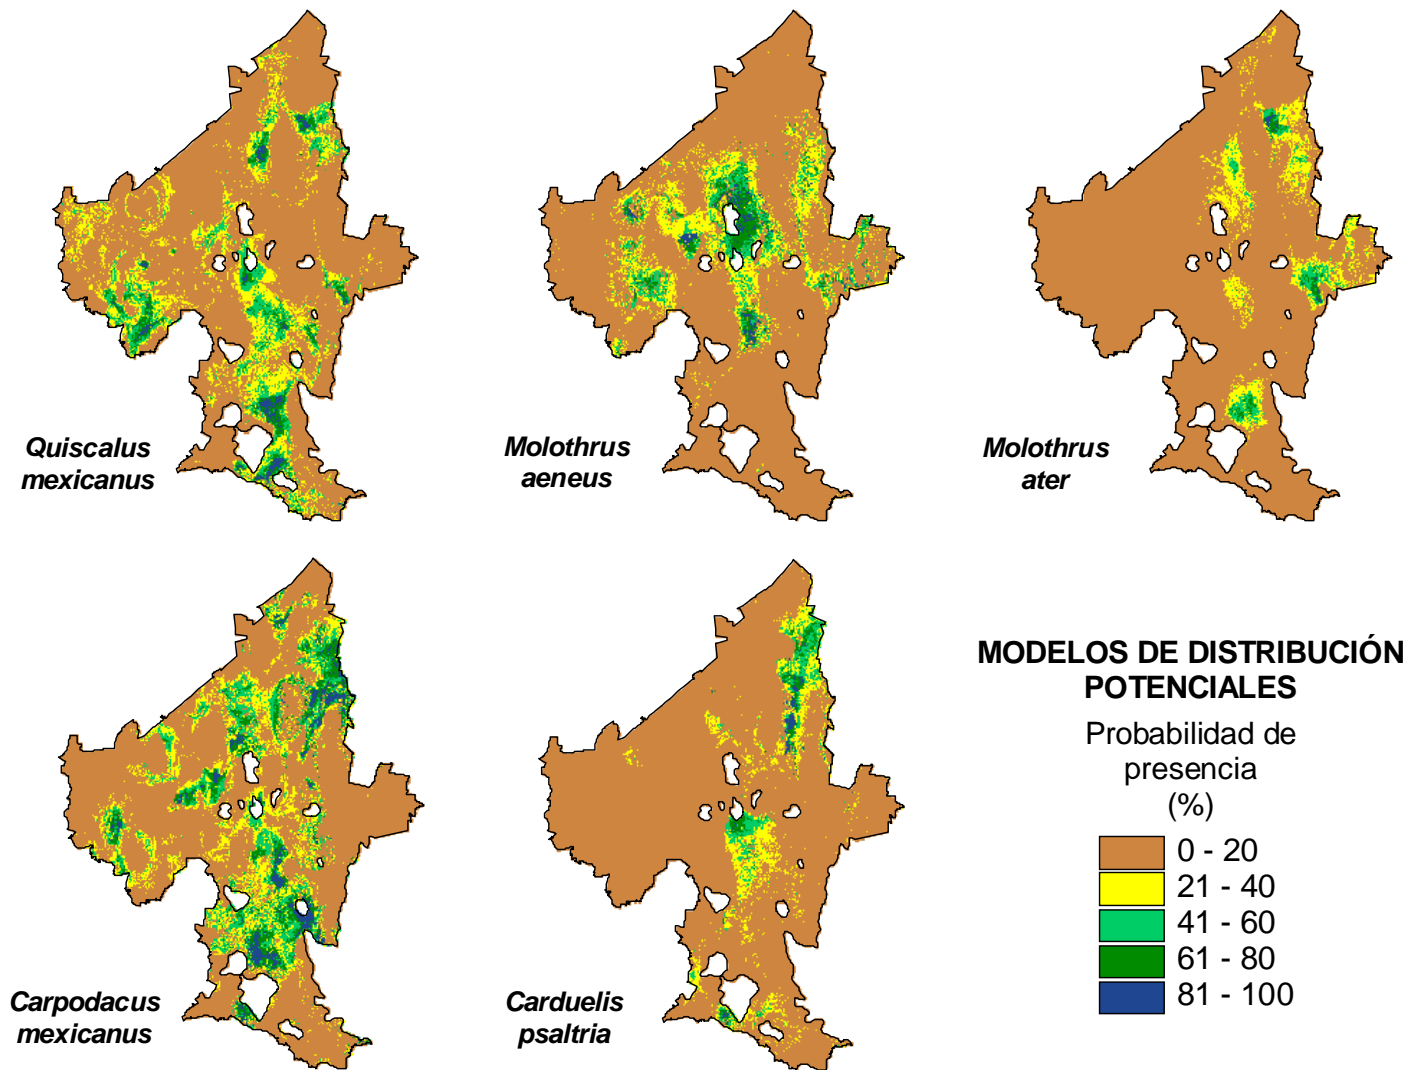 Quiscalus
mexicanus
Molothrus
aeneus
Molothrus
ater
Carpodacus
mexicanus
Carduelis
psaltria
MODELOS DE DISTRIBUCIÓN
POTENCIALES
Probabilidad de
presencia
(%)
0 - 20
21 - 40
41 - 60
61 - 80
81 - 100